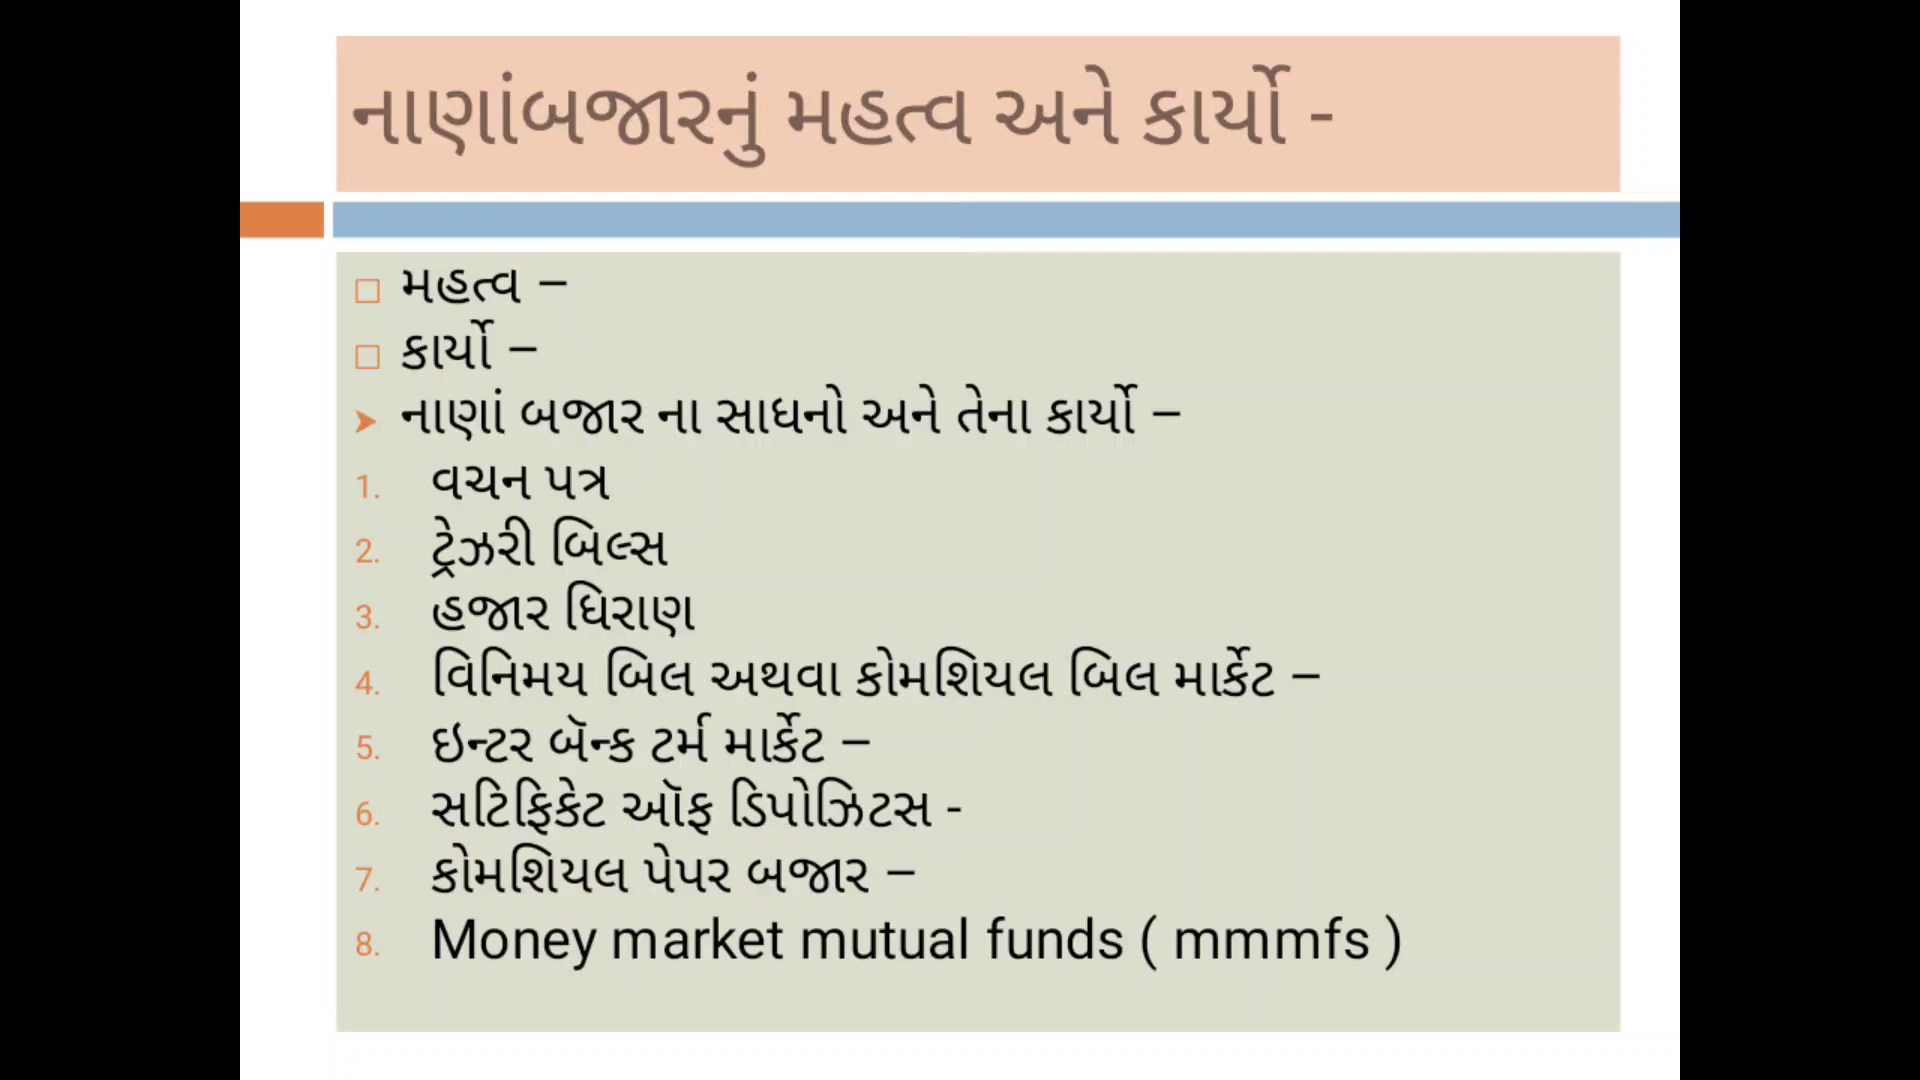 નાણાંબજારનું મહત્વ અને કાર્યો -
મહત્વ –
કાર્યો –
નાણાં બજાર ના સાધનો અને તેના કાર્યો –
1. વચન પત્ર
2. ટ્રેઝરી બિલ્સ
3. હજાર ધિરાણ
4. વિનિમય બિલ અથવા કોમશિયલ બિલ માર્કેટ –
5. ઇન્ટર બૅન્ક ટર્મ માર્કેટ –
6. સટિફિકેટ ઑફ ડિપોઝિટસ -
7. કોમશિયલ પેપર બજાર –
8. Money market mutual funds ( mmmfs )